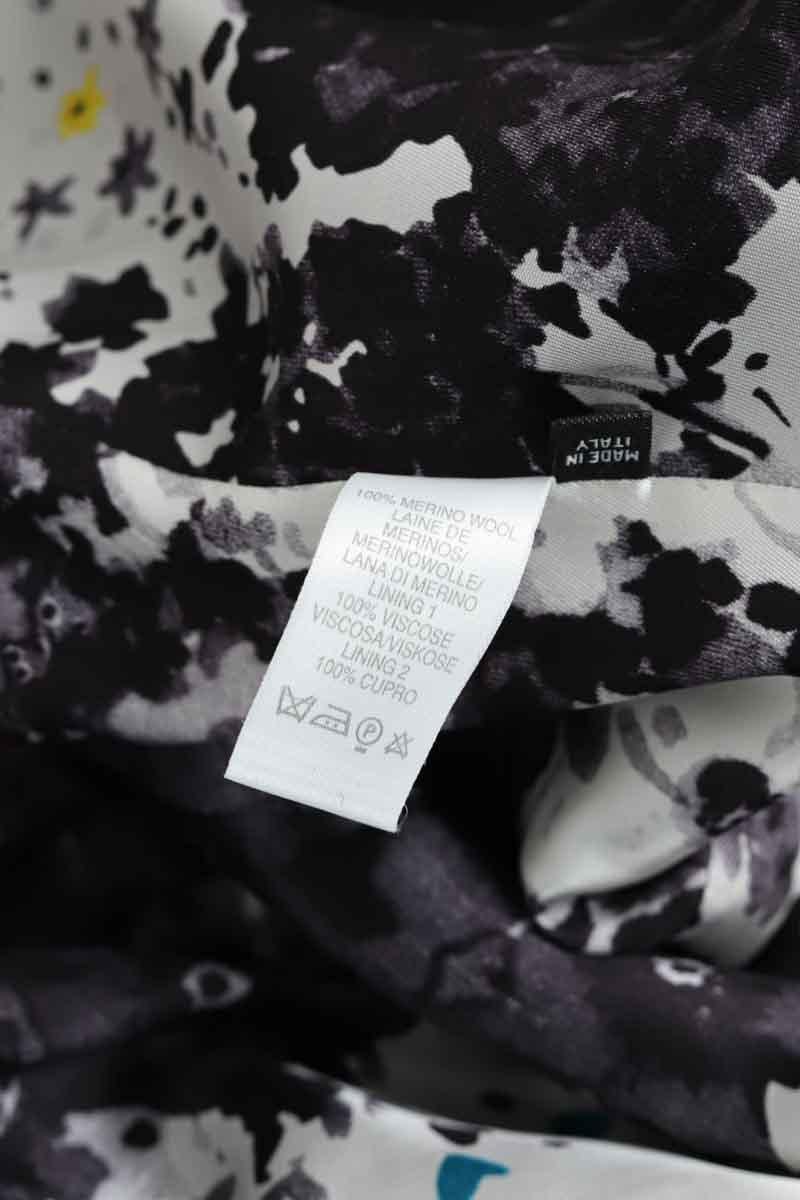 MADE IN
ITALY
100% MERINO WOOL
LAINE DE
MERINOS/
MERINOWOLLE/
LANA DI MERINO
LINING 1
100% VISCOSE
VISCOSA/VISKOSE
LINING 2
100% CUPRO
P